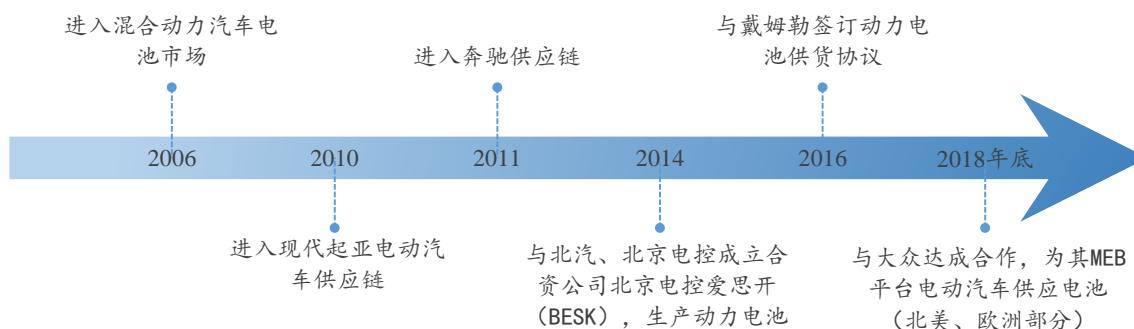 进入混合动力汽车电
池市场
进入奔驰供应链
与戴姆勒签订动力电
池供货协议
2006
2010
2011
2014
2016
2018年底
进入现代起亚电动汽
车供应链
与北汽、北京电控成立合
资公司北京电控爱思开
（BESK），生产动力电池
与大众达成合作，为其MEB
平台电动汽车供应电池
（北美、欧洲部分）